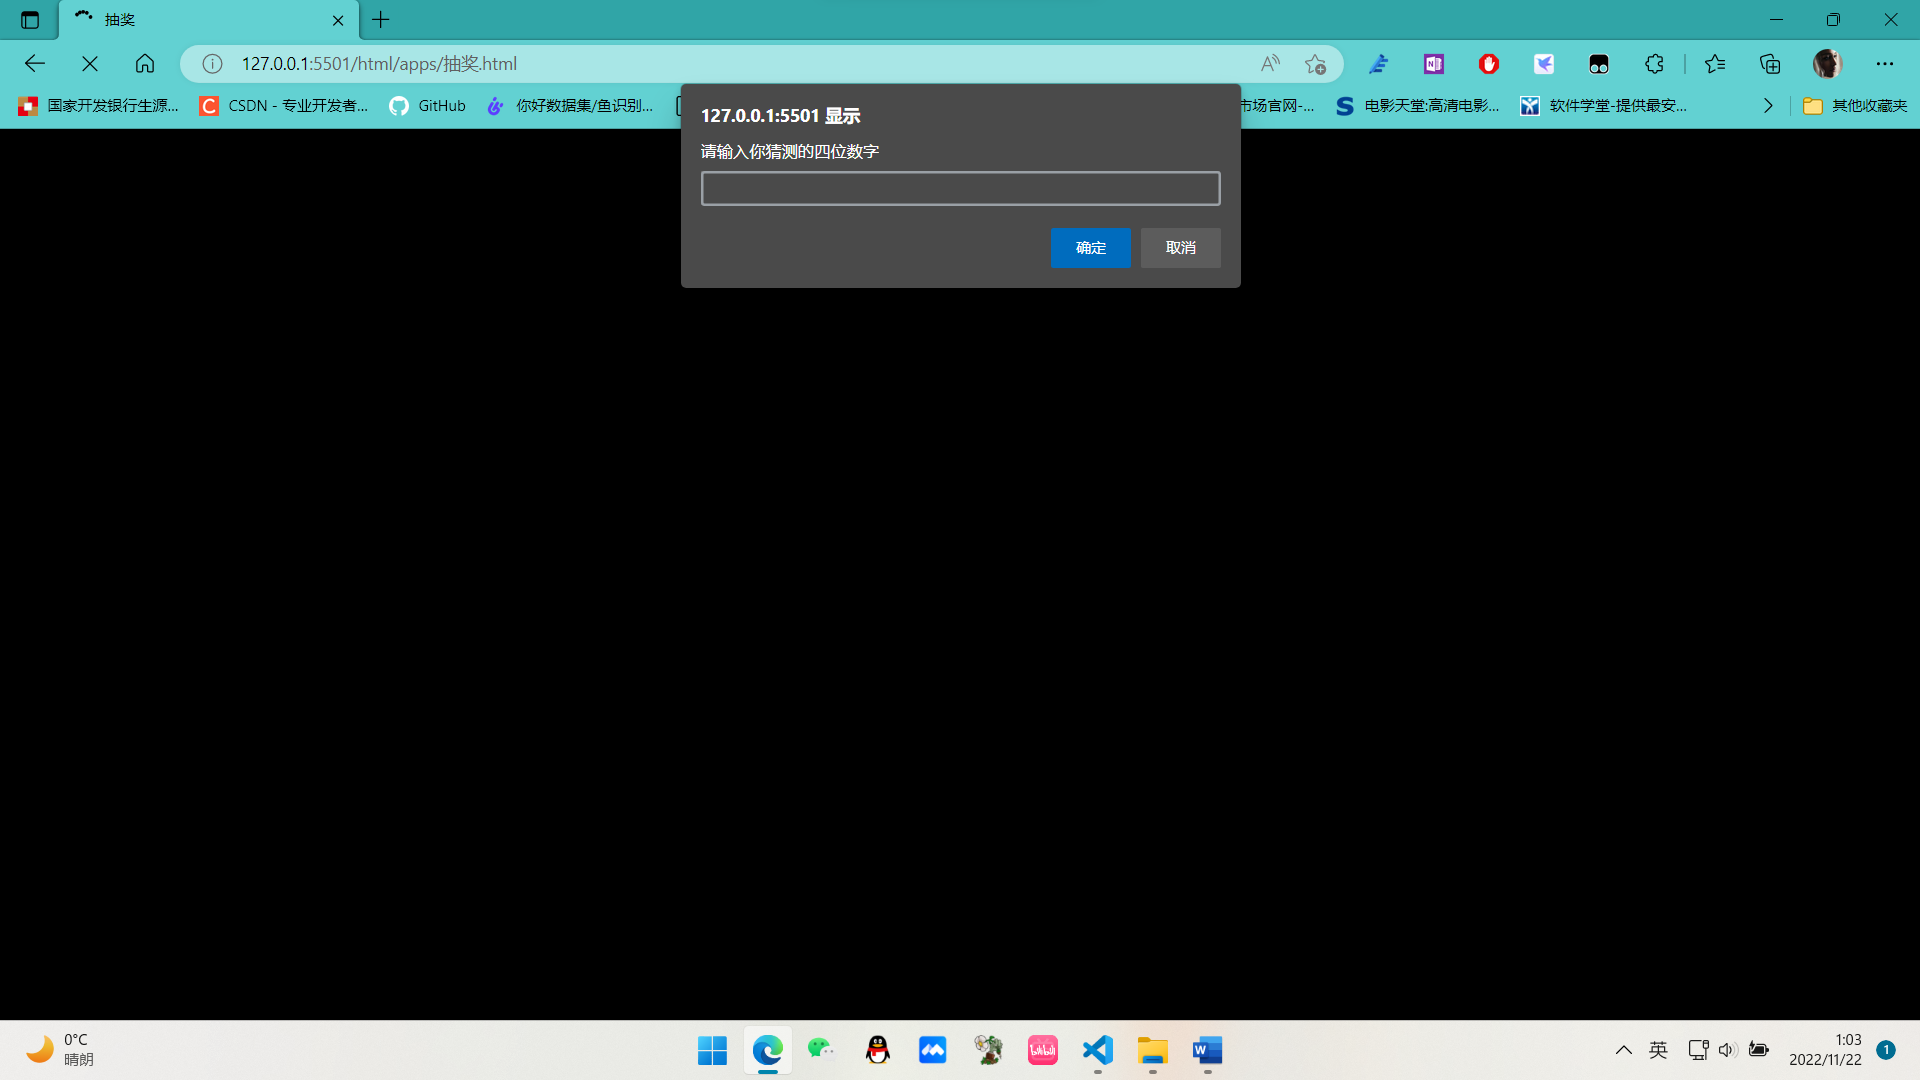 抽奖
127.0.0.1:5501/html/apps/抽奖.html
国家开发银行生源...
CSDN - 专业开发者...
GitHub
你好数据集/鱼识别...
市场官网-...
电影天堂:高清电影...
软件学堂-提供最安...
其他收藏夹
127.0.0.1:5501 显示
请输入你猜测的四位数字
确定
取消
0°C
晴朗
英
1:03
2022/11/22
1